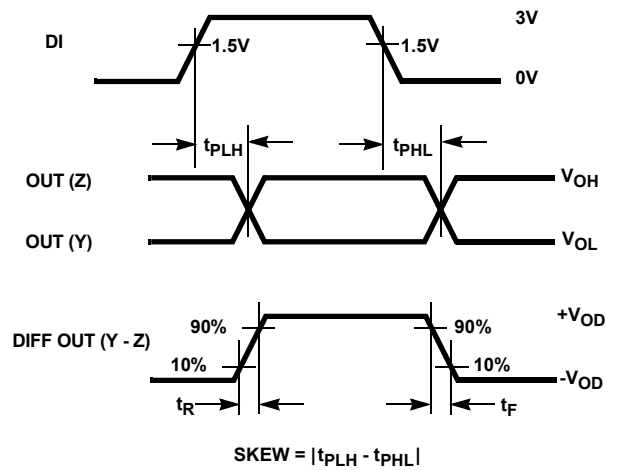 DI
1.5V
1.5V
3V
0V
tPLH
tPHL
OUT (Z)
VOH
OUT (Y)
VOL
DIFF OUT (Y - Z)
90%
90%
+VOD
10%
10%
-VOD
tR
tF
SKEW = |tPLH - tPHL|